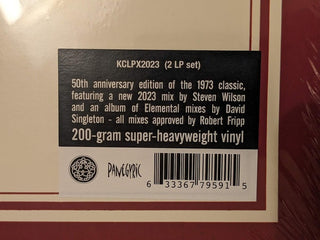 KCLPX2023 (2 LP set)
50th anniversary edition of the 1973 classic,
featuring a new 2023 mix by Steven Wilson
and an album of Elemental mixes by David
Singleton - all mixes approved by Robert Fripp
200-gram super-heavyweight vinyl
PANEGYRIC
6 33367 79591 5